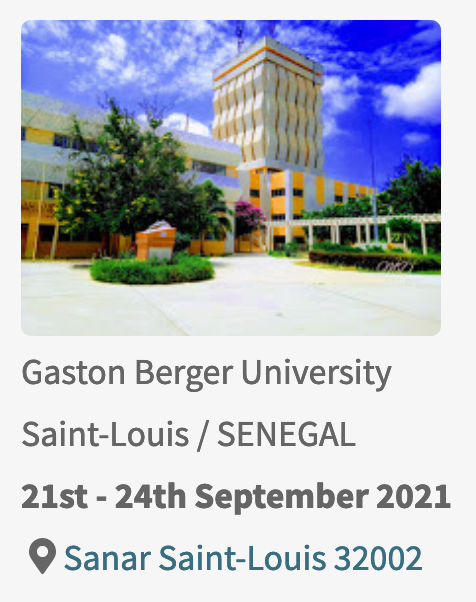 Gaston Berger University
Saint-Louis / SENEGAL
21st - 24th September 2021
Sanar Saint-Louis 32002